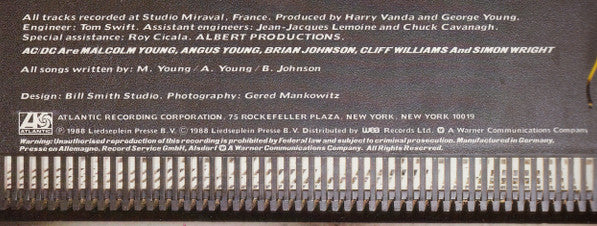 All tracks recorded at Studio Miraval, France. Produced by Harry Vanda and George Young.
Engineer: Tom Swift. Assistant engineers: Jean-Jacques Lemoine and Chuck Cavanagh.
Special assistance: Roy Cicala. ALBERT PRODUCTIONS.
AC/DC Are MALCOLM YOUNG, ANGUS YOUNG, BRIAN JOHNSON, CLIFF WILLIAMS And SIMON WRIGHT
All songs written by: M. Young / A. Young / B. Johnson
Design: Bill Smith Studio. Photography: Gered Mankowitz
ATLANTIC RECORDING CORPORATION, 75 ROCKEFELLER PLAZA, NEW YORK, NEW YORK 10019
ATLANTIC ℗ 1988 Liedseplein Presse B.V. © 1988 Liedseplein Presse B.V. Distributed by wea Records Ltd. A Warner Communications Company
Warning: Unauthorised reproduction of this recording is prohibited by Federal law and subject to criminal prosecution. Manufactured in Germany.
Pressé en Allemagne. Record Service GmbH, Alsdorf A Warner Communications Company. All Rights Reserved.